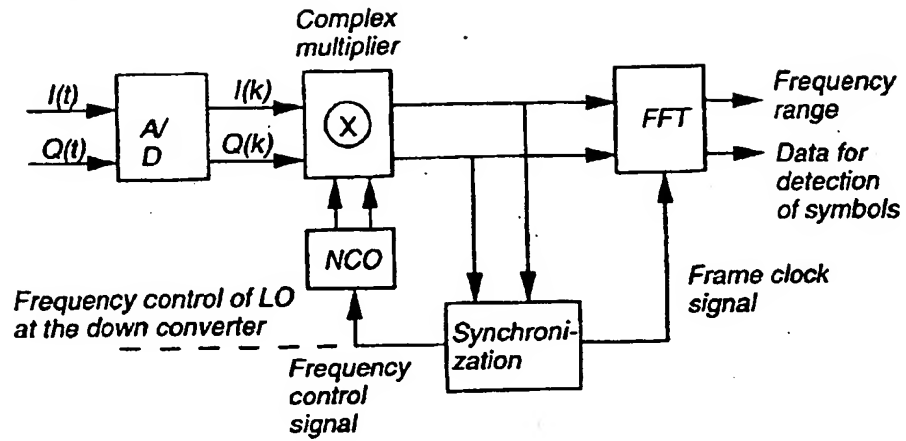 Complex
multiplier
I(t)
I(k)
Q(t)
Q(k)
A/
D
X
FFT
Frequency
range
Data for
detection
of symbols
NCO
Frame clock
signal
Frequency control of LO
at the down converter
Synchroni-
zation
Frequency
control
signal